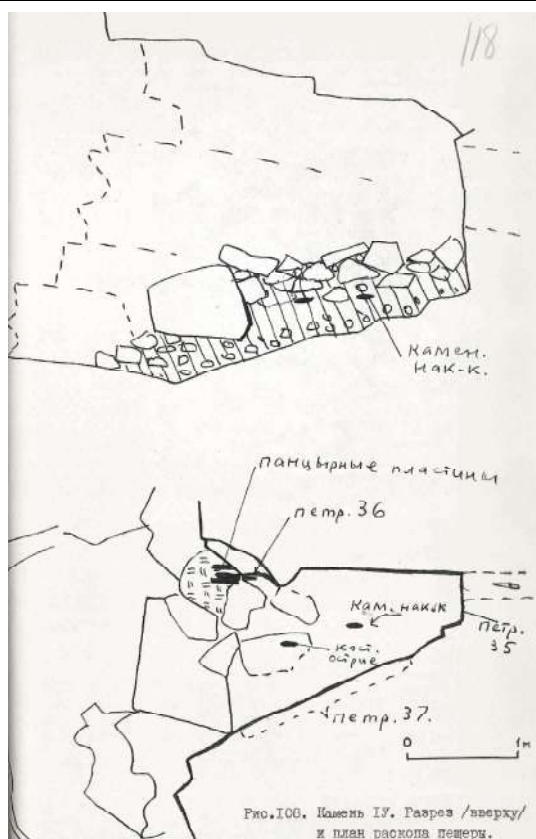 118
камен.
нак-к.
панцырные пластины
петр. 36
Кам. нак-к
петр.
35
кост.
острие
петр. 37.
0 1м
Рис.108. Камень IУ. Разрез /вверху/
и план раскопа пещеры.